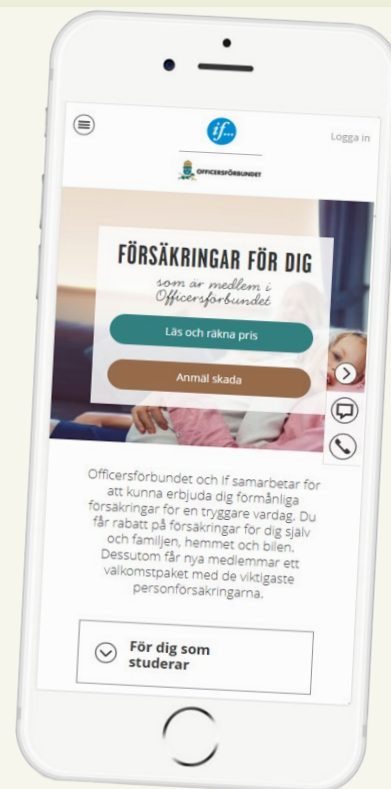 if...
Logga in
OFFICERSFÖRBUNDET
FÖRSÄKRINGAR FÖR DIG
som är medlem i
Officersförbundet
Läs och räkna pris
Anmäl skada
Officersförbundet och If samarbetar för
att kunna erbjuda dig förmånliga
försäkringar för en tryggare vardag. Du
får rabatt på försäkringar för dig själv
och familjen, hemmet och bilen.
Dessutom får nya medlemmar ett
välkomstpaket med de viktigaste
personförsäkringarna.
För dig som
studerar